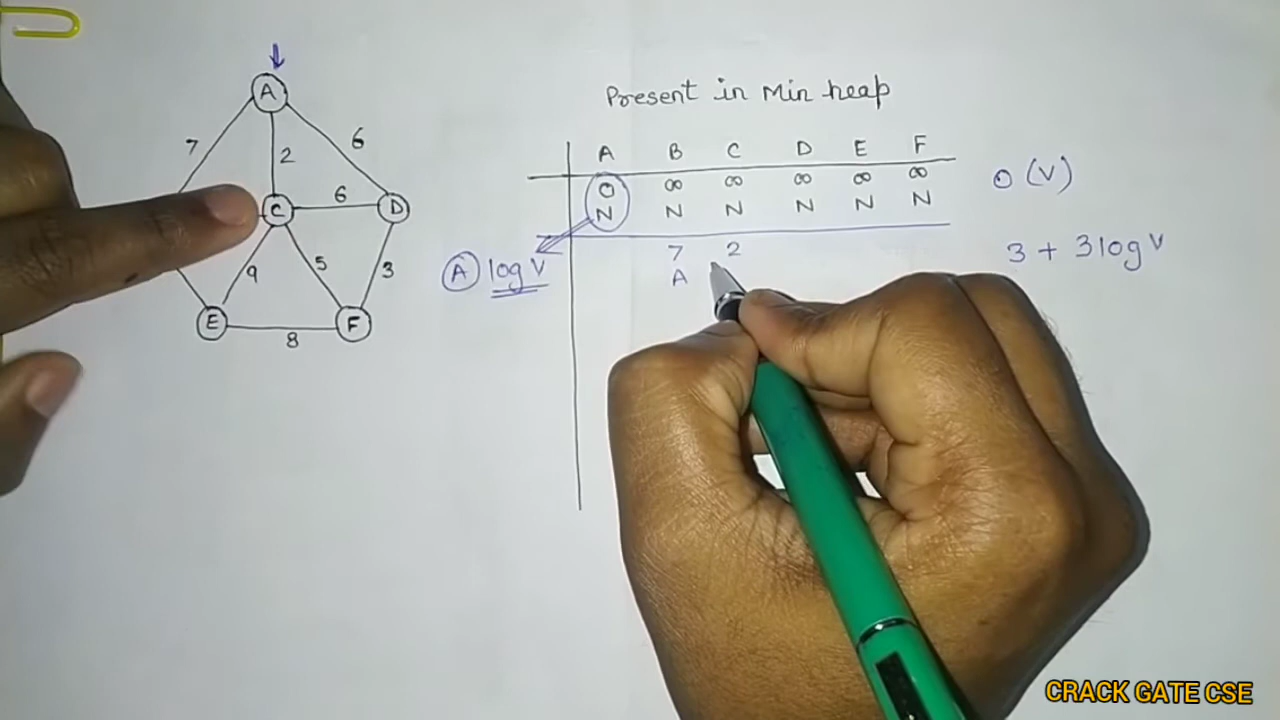 A
7
2
6
6
C
D
9
5
3
E
F
8
Present in Min heap
A B C D E F
0 ∞ ∞ ∞ ∞ ∞
N N N N N N
O(V)
A log V
7 2
A
3 + 3 log V
CRACK GATE CSE